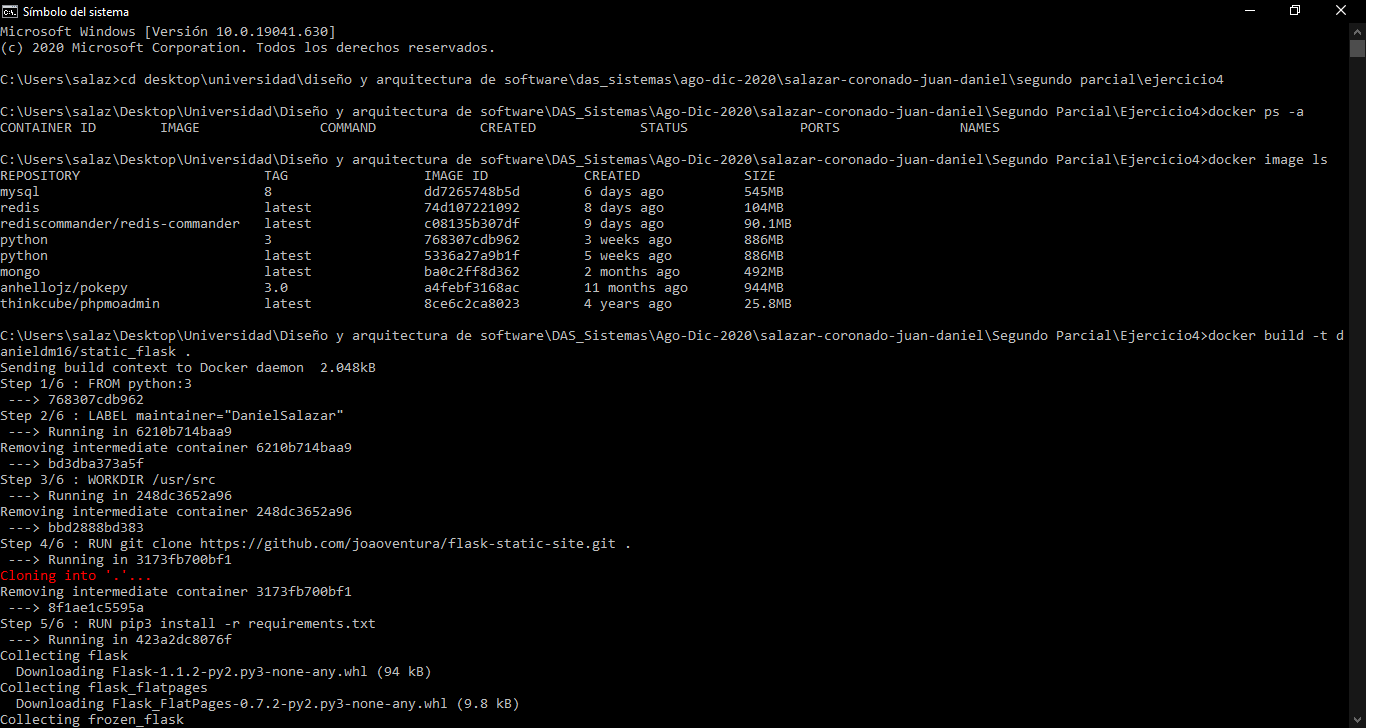 Símbolo del sistema
Microsoft Windows [Versión 10.0.19041.630]
(c) 2020 Microsoft Corporation. Todos los derechos reservados.
C:\Users\salaz>cd desktop\universidad\diseño y arquitectura de software\das_sistemas\ago-dic-2020\salazar-coronado-juan-daniel\segundo parcial\ejercicio4
C:\Users\salaz\Desktop\Universidad\Diseño y arquitectura de software\DAS_Sistemas\Ago-Dic-2020\salazar-coronado-juan-daniel\Segundo Parcial\Ejercicio4>docker ps -a
CONTAINER ID        IMAGE               COMMAND             CREATED             STATUS              PORTS               NAMES
C:\Users\salaz\Desktop\Universidad\Diseño y arquitectura de software\DAS_Sistemas\Ago-Dic-2020\salazar-coronado-juan-daniel\Segundo Parcial\Ejercicio4>docker image ls
REPOSITORY                       TAG                 IMAGE ID            CREATED             SIZE
mysql                            8                   dd7265748b5d        6 days ago          545MB
redis                            latest              74d107221092        8 days ago          104MB
rediscommander/redis-commander   latest              c08135b307df        9 days ago          90.1MB
python                           3                   768307cdb962        3 weeks ago         886MB
python                           latest              5336a27a9b1f        5 weeks ago         886MB
mongo                            latest              ba0c2ff8d362        2 months ago        492MB
anhellojz/pokepy                 3.0                 a4febf3168ac        11 months ago       944MB
thinkcube/phpmoadmin             latest              8ce6c2ca8023        4 years ago         25.8MB
C:\Users\salaz\Desktop\Universidad\Diseño y arquitectura de software\DAS_Sistemas\Ago-Dic-2020\salazar-coronado-juan-daniel\Segundo Parcial\Ejercicio4>docker build -t d
anieldm16/static_flask .
Sending build context to Docker daemon  2.048kB
Step 1/6 : FROM python:3
 ---> 768307cdb962
Step 2/6 : LABEL maintainer="DanielSalazar"
 ---> Running in 6210b714baa9
Removing intermediate container 6210b714baa9
 ---> bd3dba373a5f
Step 3/6 : WORKDIR /usr/src
 ---> Running in 248dc3652a96
Removing intermediate container 248dc3652a96
 ---> bbd2888bd383
Step 4/6 : RUN git clone https://github.com/joaoventura/flask-static-site.git .
 ---> Running in 3173fb700bf1
Cloning into '.'...
Removing intermediate container 3173fb700bf1
 ---> 8f1ae1c5595a
Step 5/6 : RUN pip3 install -r requirements.txt
 ---> Running in 423a2dc8076f
Collecting flask
  Downloading Flask-1.1.2-py2.py3-none-any.whl (94 kB)
Collecting flask_flatpages
  Downloading Flask_FlatPages-0.7.2-py2.py3-none-any.whl (9.8 kB)
Collecting frozen_flask